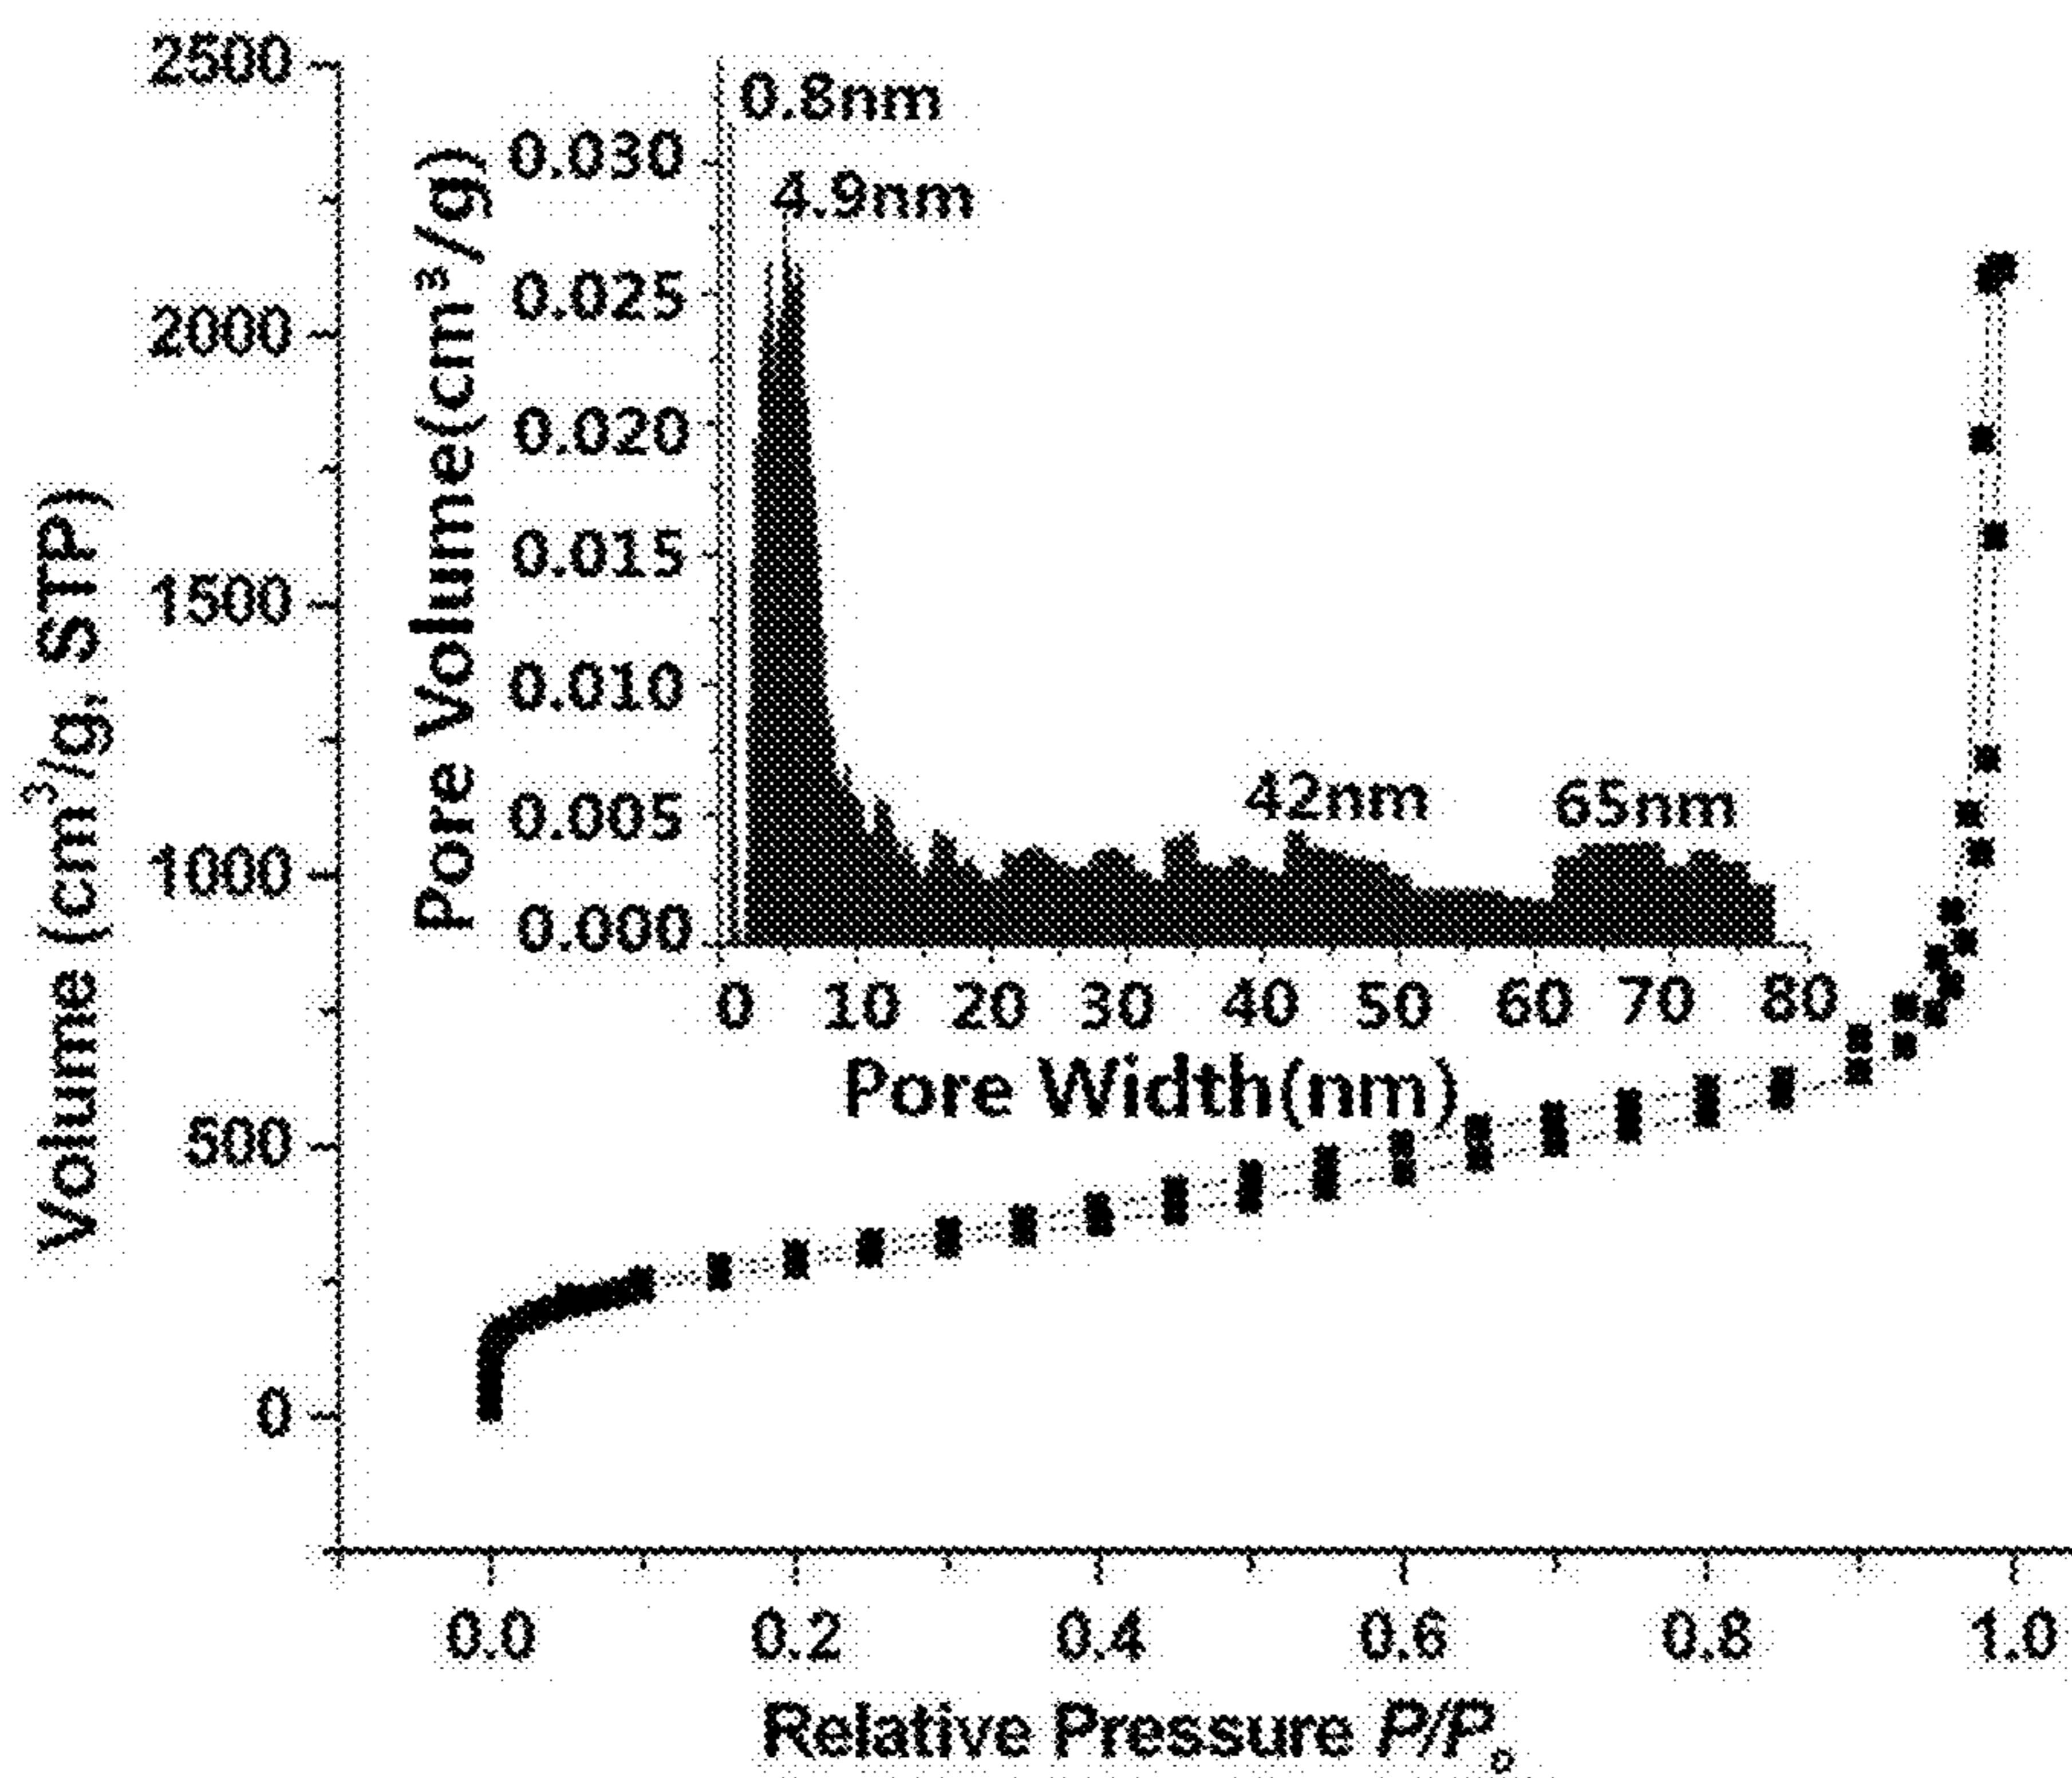 Volume (cm³/g, STP)
2500
2000
1500
1000
500
0
0.0 0.2 0.4 0.6 0.8 1.0
Relative Pressure P/Pₒ
Pore Volume(cm³/g)
0.030
0.025
0.020
0.015
0.010
0.005
0.000
0.8nm
4.9nm
42nm 65nm
0 10 20 30 40 50 60 70 80
Pore Width(nm)